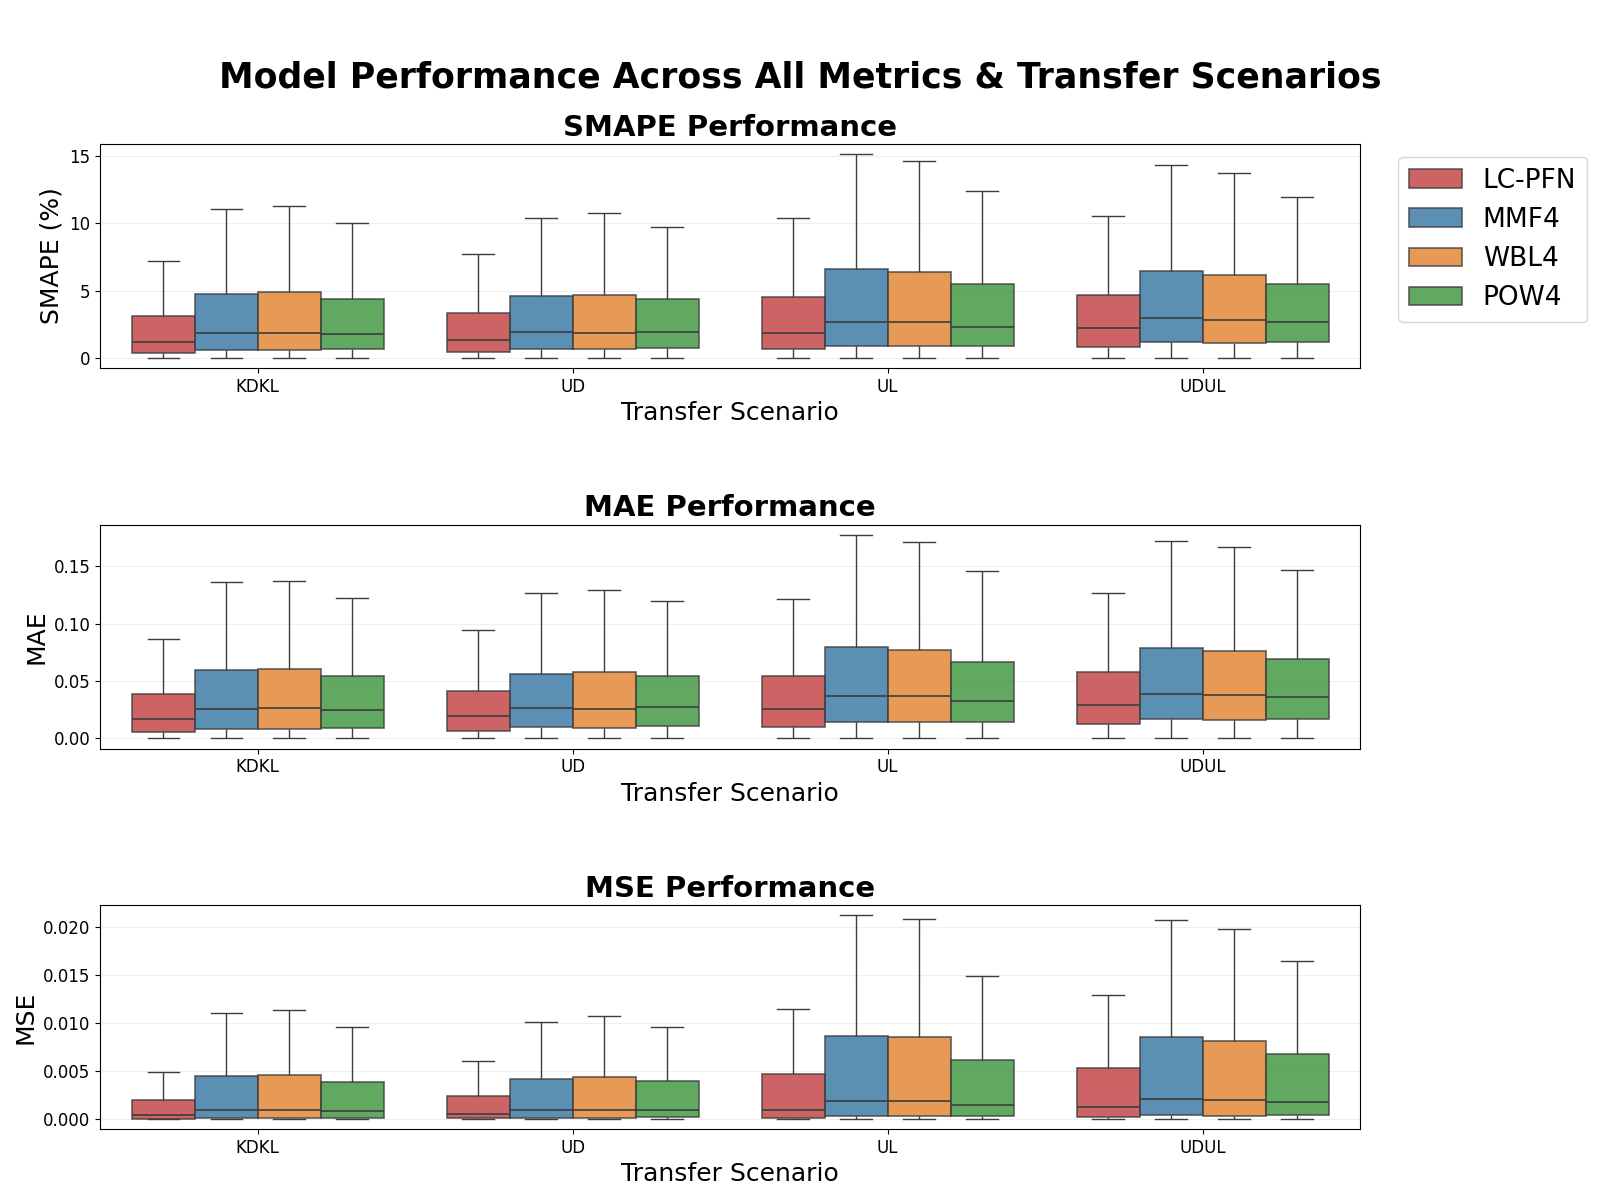 Model Performance Across All Metrics & Transfer Scenarios
SMAPE Performance
SMAPE (%)
15
10
5
0
KDKL
UD
UL
UDUL
Transfer Scenario
LC-PFN
MMF4
WBL4
POW4
MAE Performance
MAE
0.15
0.10
0.05
0.00
KDKL
UD
UL
UDUL
Transfer Scenario
MSE Performance
MSE
0.020
0.015
0.010
0.005
0.000
KDKL
UD
UL
UDUL
Transfer Scenario